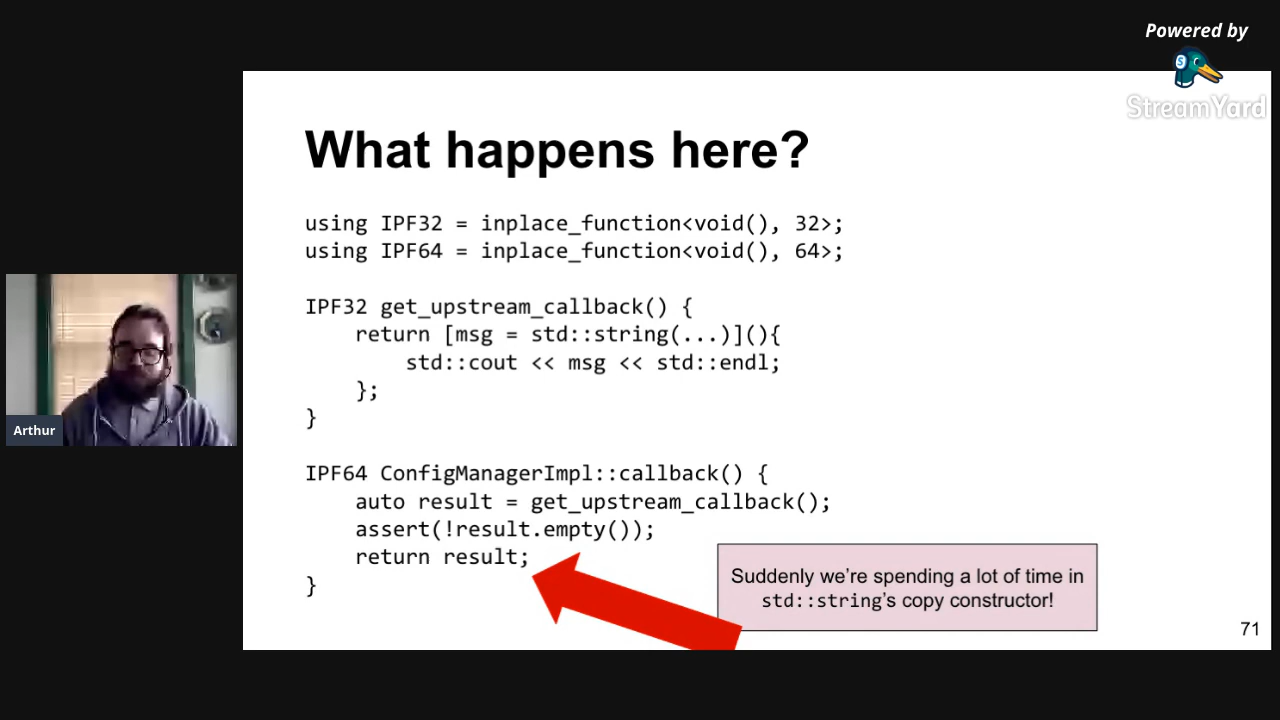 Powered by
StreamYard
What happens here?
using IPF32 = inplace_function<void(), 32>;
using IPF64 = inplace_function<void(), 64>;
IPF32 get_upstream_callback() {
    return [msg = std::string(...)](){
        std::cout << msg << std::endl;
    };
}
IPF64 ConfigManagerImpl::callback() {
    auto result = get_upstream_callback();
    assert(!result.empty());
    return result;
}
Suddenly we’re spending a lot of time in
std::string’s copy constructor!
71
Arthur
S